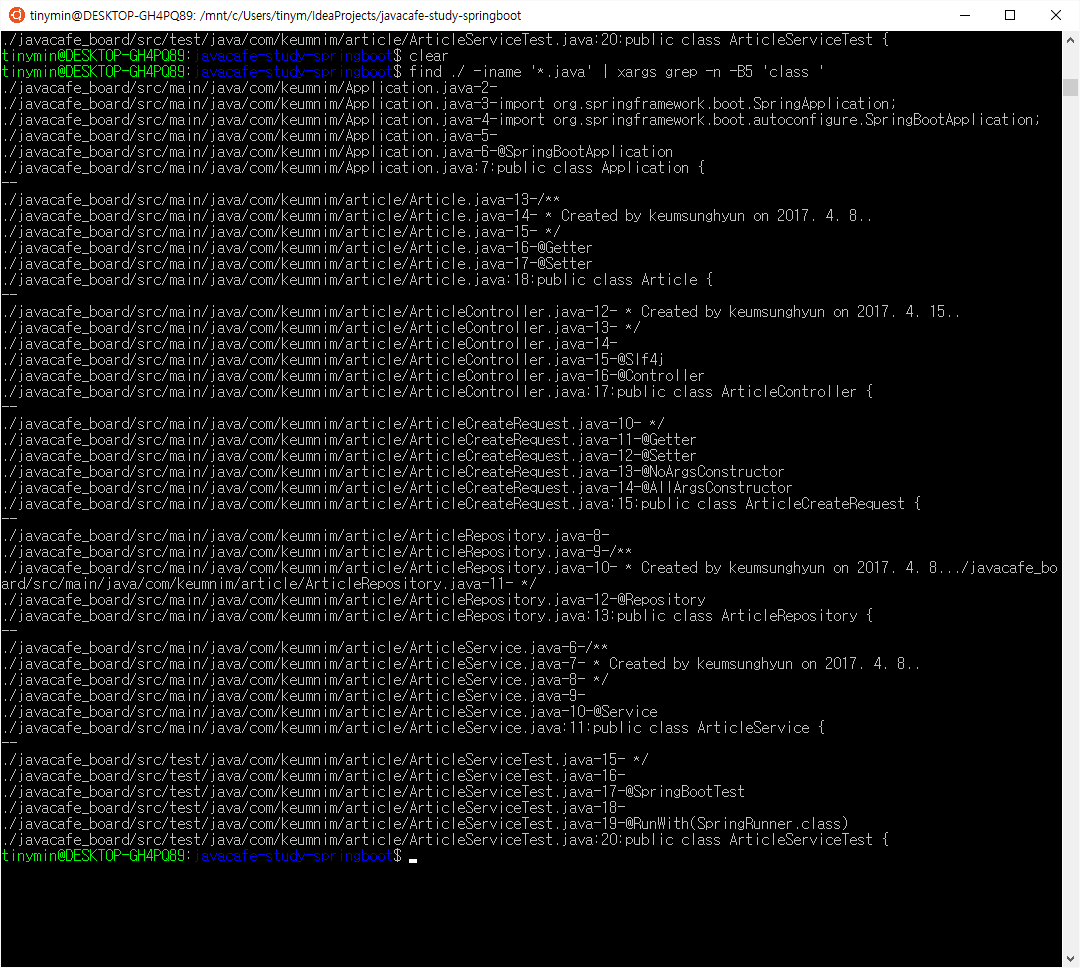 tinymin@DESKTOP-GH4PQ89: /mnt/c/Users/tinym/IdeaProjects/javacafe-study-springboot
./javacafe_board/src/test/java/com/keumnim/article/ArticleServiceTest.java:20:public class ArticleServiceTest {
tinymin@DESKTOP-GH4PQ89:javacafe-study-springboot$ clear
tinymin@DESKTOP-GH4PQ89:javacafe-study-springboot$ find ./ -iname '*.java' | xargs grep -n -B5 'class '
./javacafe_board/src/main/java/com/keumnim/Application.java-2-
./javacafe_board/src/main/java/com/keumnim/Application.java-3-import org.springframework.boot.SpringApplication;
./javacafe_board/src/main/java/com/keumnim/Application.java-4-import org.springframework.boot.autoconfigure.SpringBootApplication;
./javacafe_board/src/main/java/com/keumnim/Application.java-5-
./javacafe_board/src/main/java/com/keumnim/Application.java-6-@SpringBootApplication
./javacafe_board/src/main/java/com/keumnim/Application.java:7:public class Application {
--
./javacafe_board/src/main/java/com/keumnim/article/Article.java-13-/**
./javacafe_board/src/main/java/com/keumnim/article/Article.java-14- * Created by keumsunghyun on 2017. 4. 8..
./javacafe_board/src/main/java/com/keumnim/article/Article.java-15- */
./javacafe_board/src/main/java/com/keumnim/article/Article.java-16-@Getter
./javacafe_board/src/main/java/com/keumnim/article/Article.java-17-@Setter
./javacafe_board/src/main/java/com/keumnim/article/Article.java:18:public class Article {
--
./javacafe_board/src/main/java/com/keumnim/article/ArticleController.java-12- * Created by keumsunghyun on 2017. 4. 15..
./javacafe_board/src/main/java/com/keumnim/article/ArticleController.java-13- */
./javacafe_board/src/main/java/com/keumnim/article/ArticleController.java-14-
./javacafe_board/src/main/java/com/keumnim/article/ArticleController.java-15-@Slf4j
./javacafe_board/src/main/java/com/keumnim/article/ArticleController.java-16-@Controller
./javacafe_board/src/main/java/com/keumnim/article/ArticleController.java:17:public class ArticleController {
--
./javacafe_board/src/main/java/com/keumnim/article/ArticleCreateRequest.java-10- */
./javacafe_board/src/main/java/com/keumnim/article/ArticleCreateRequest.java-11-@Getter
./javacafe_board/src/main/java/com/keumnim/article/ArticleCreateRequest.java-12-@Setter
./javacafe_board/src/main/java/com/keumnim/article/ArticleCreateRequest.java-13-@NoArgsConstructor
./javacafe_board/src/main/java/com/keumnim/article/ArticleCreateRequest.java-14-@AllArgsConstructor
./javacafe_board/src/main/java/com/keumnim/article/ArticleCreateRequest.java:15:public class ArticleCreateRequest {
--
./javacafe_board/src/main/java/com/keumnim/article/ArticleRepository.java-8-
./javacafe_board/src/main/java/com/keumnim/article/ArticleRepository.java-9-/**
./javacafe_board/src/main/java/com/keumnim/article/ArticleRepository.java-10- * Created by keumsunghyun on 2017. 4. 8.../javacafe_bo
ard/src/main/java/com/keumnim/article/ArticleRepository.java-11- */
./javacafe_board/src/main/java/com/keumnim/article/ArticleRepository.java-12-@Repository
./javacafe_board/src/main/java/com/keumnim/article/ArticleRepository.java:13:public class ArticleRepository {
--
./javacafe_board/src/main/java/com/keumnim/article/ArticleService.java-6-/**
./javacafe_board/src/main/java/com/keumnim/article/ArticleService.java-7- * Created by keumsunghyun on 2017. 4. 8..
./javacafe_board/src/main/java/com/keumnim/article/ArticleService.java-8- */
./javacafe_board/src/main/java/com/keumnim/article/ArticleService.java-9-
./javacafe_board/src/main/java/com/keumnim/article/ArticleService.java-10-@Service
./javacafe_board/src/main/java/com/keumnim/article/ArticleService.java:11:public class ArticleService {
--
./javacafe_board/src/test/java/com/keumnim/article/ArticleServiceTest.java-15- */
./javacafe_board/src/test/java/com/keumnim/article/ArticleServiceTest.java-16-
./javacafe_board/src/test/java/com/keumnim/article/ArticleServiceTest.java-17-@SpringBootTest
./javacafe_board/src/test/java/com/keumnim/article/ArticleServiceTest.java-18-
./javacafe_board/src/test/java/com/keumnim/article/ArticleServiceTest.java-19-@RunWith(SpringRunner.class)
./javacafe_board/src/test/java/com/keumnim/article/ArticleServiceTest.java:20:public class ArticleServiceTest {
tinymin@DESKTOP-GH4PQ89:javacafe-study-springboot$